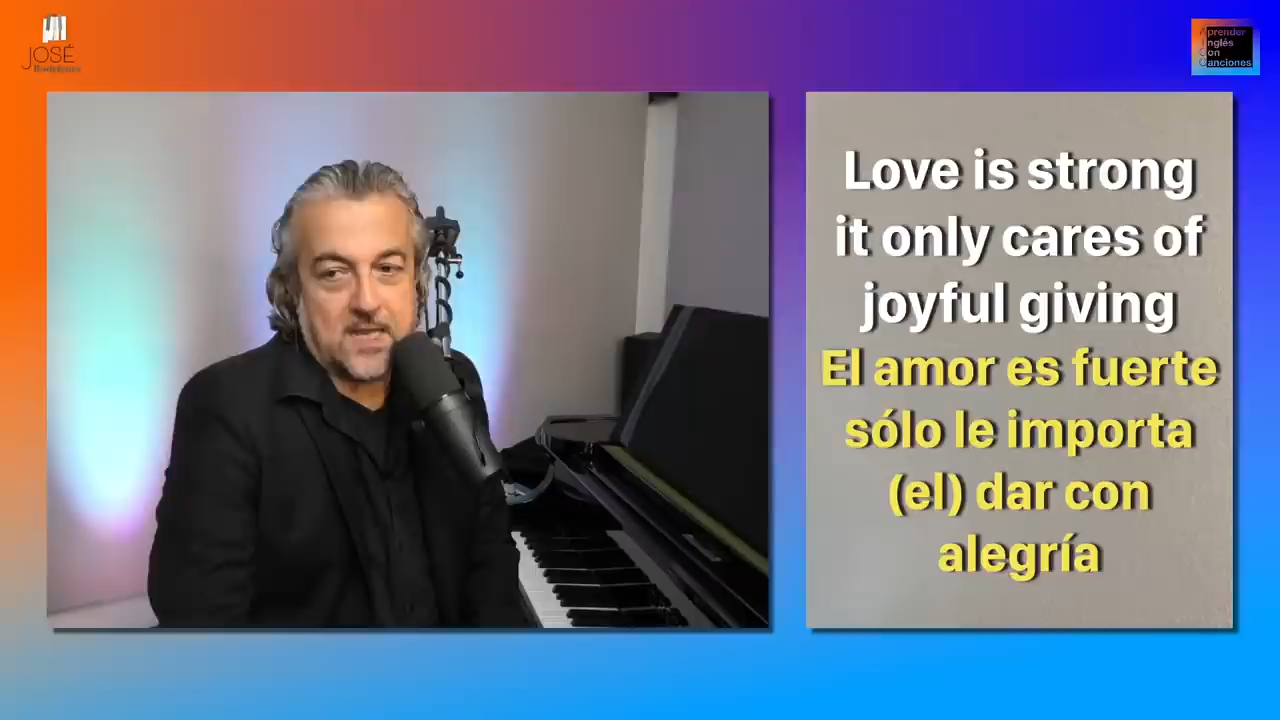 JOSÉ
Rodríguez
Aprender
Inglés
Con
Canciones
Love is strong
it only cares of
joyful giving
El amor es fuerte
sólo le importa
(el) dar con
alegría